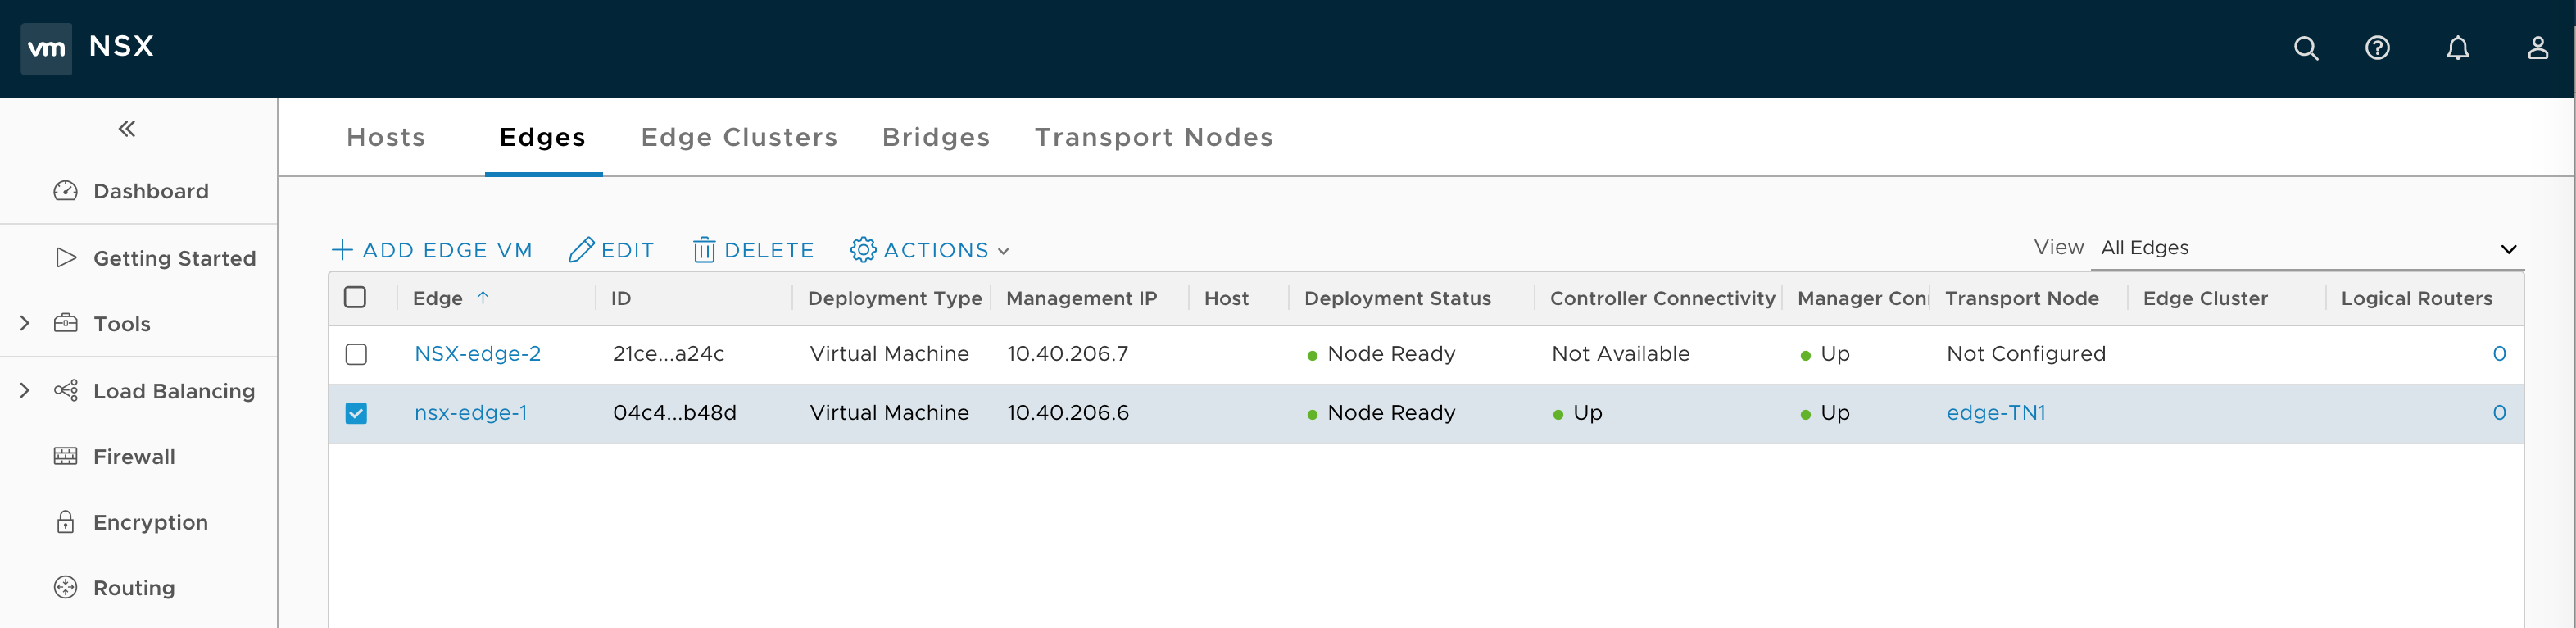 vm NSX
Hosts Edges Edge Clusters Bridges Transport Nodes
Dashboard
Getting Started
Tools
Load Balancing
Firewall
Encryption
Routing
ADD EDGE VM EDIT DELETE ACTIONS
View All Edges
Edge ID Deployment Type Management IP Host Deployment Status Controller Connectivity Manager Con Transport Node Edge Cluster Logical Routers
NSX-edge-2 21ce...a24c Virtual Machine 10.40.206.7 Node Ready Not Available Up Not Configured 0
nsx-edge-1 04c4...b48d Virtual Machine 10.40.206.6 Node Ready Up Up edge-TN1 0